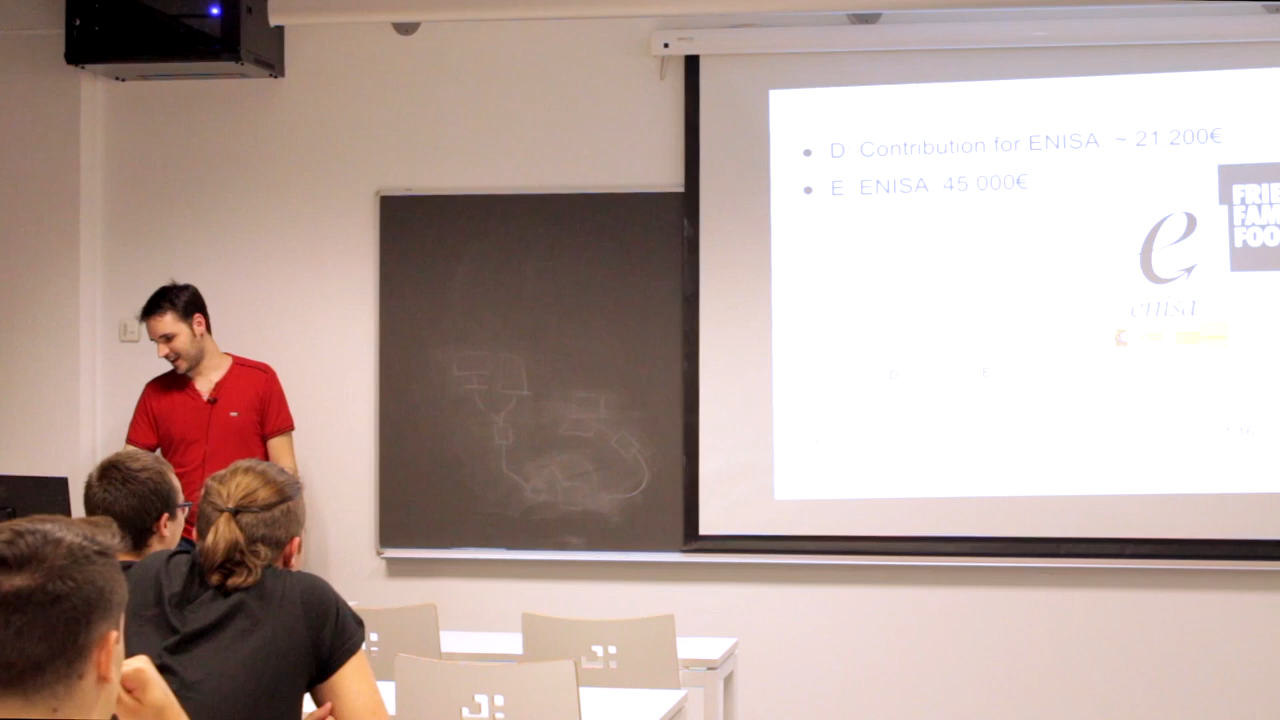 D Contribution for ENISA ~ 21 200€
E ENISA 45 000€
FRIE
FAM
FOO
e
enisa
D E